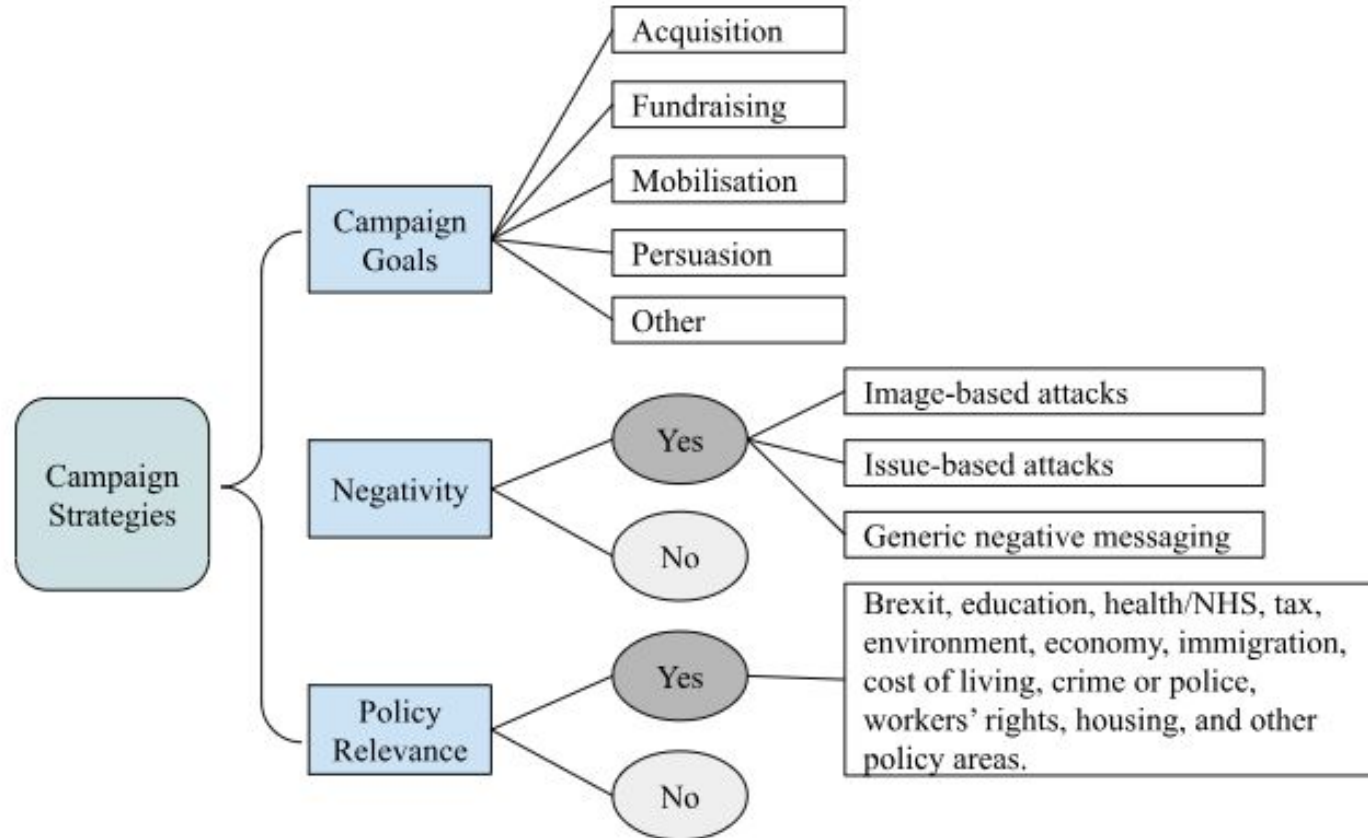 Campaign
Strategies
Campaign
Goals
Acquisition
Fundraising
Mobilisation
Persuasion
Other
Negativity
Yes
Image-based attacks
Issue-based attacks
Generic negative messaging
No
Policy
Relevance
Yes
Brexit, education, health/NHS, tax,
environment, economy, immigration,
cost of living, crime or police,
workers’ rights, housing, and other
policy areas.
No